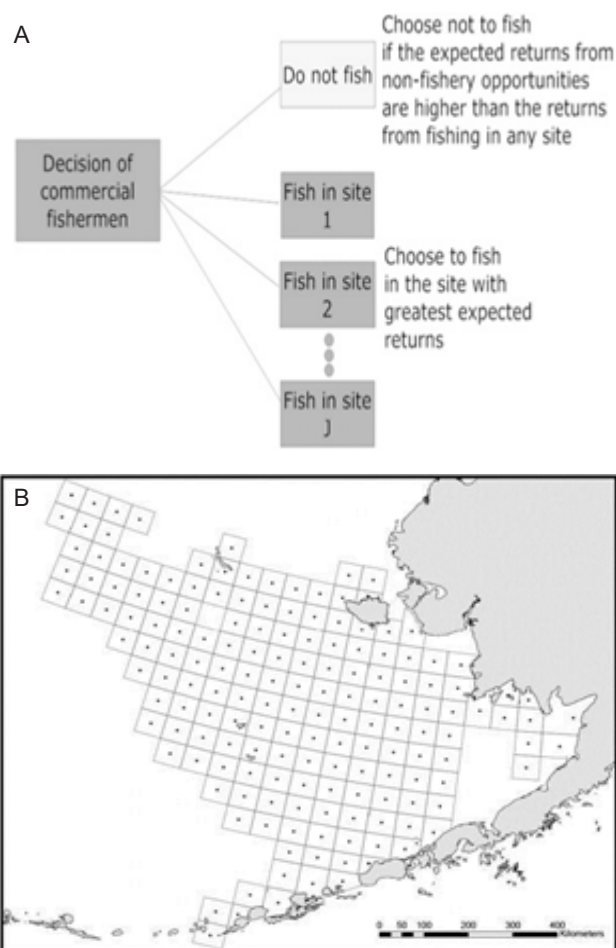 A
Do not fish
Choose not to fish
if the expected returns from
non-fishery opportunities
are higher than the returns
from fishing in any site
Decision of
commercial
fishermen
Fish in site
1
Fish in site
2
Choose to fish
in the site with
greatest expected
returns
Fish in site
J
B
0 50 100 200 300 400
Kilometers